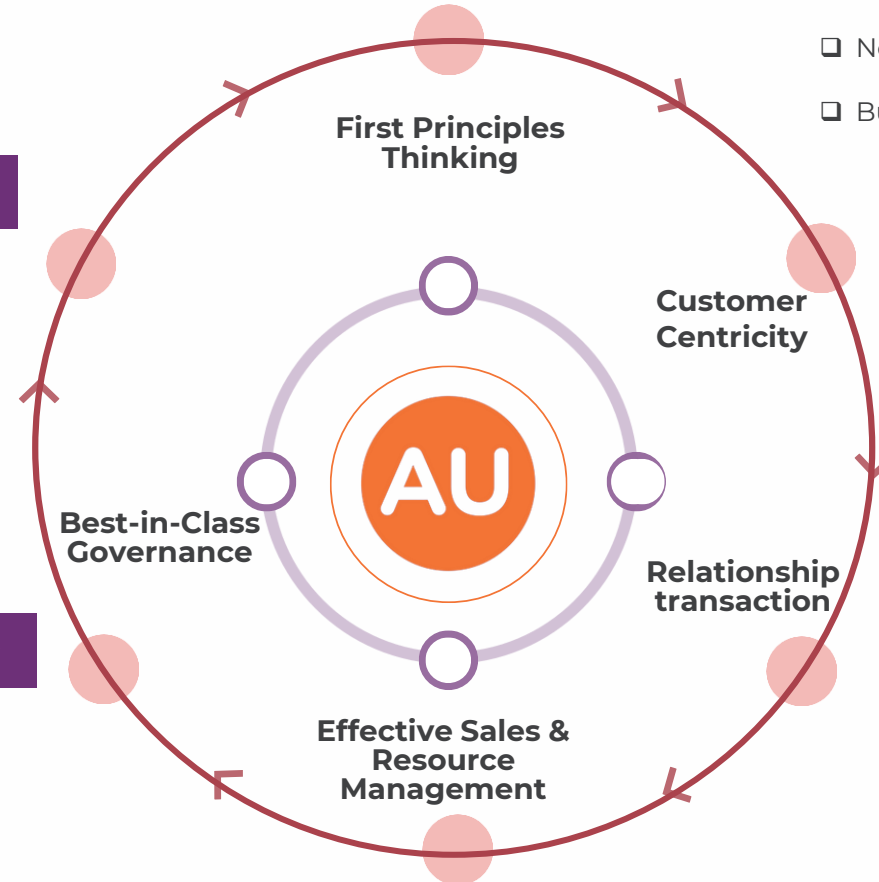 First Principles
Thinking
Customer
Centricity
AU
Best-in-Class
Governance
Relationship
transaction
Effective Sales &
Resource
Management